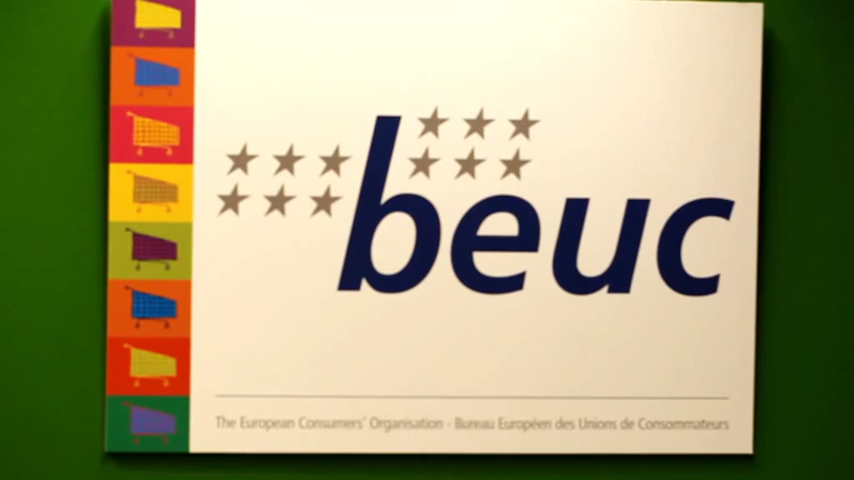 beuc
The European Consumers' Organisation - Bureau Européen des Unions de Consommateurs